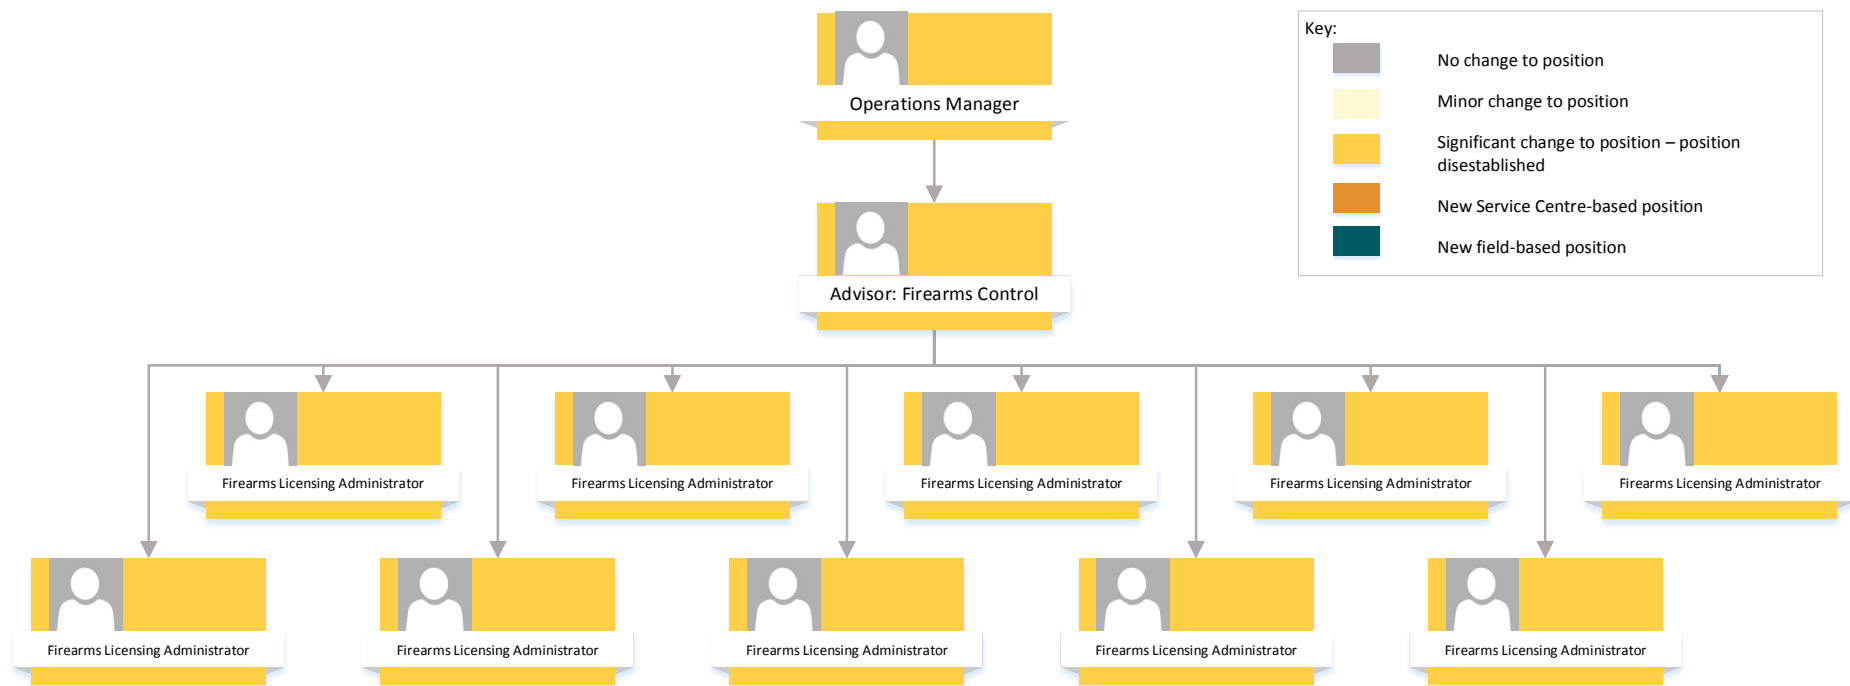 Operations Manager
Key:
No change to position
Minor change to position
Significant change to position – position
disestablished
New Service Centre-based position
New field-based position
Advisor: Firearms Control
Firearms Licensing Administrator
Firearms Licensing Administrator
Firearms Licensing Administrator
Firearms Licensing Administrator
Firearms Licensing Administrator
Firearms Licensing Administrator
Firearms Licensing Administrator
Firearms Licensing Administrator
Firearms Licensing Administrator
Firearms Licensing Administrator